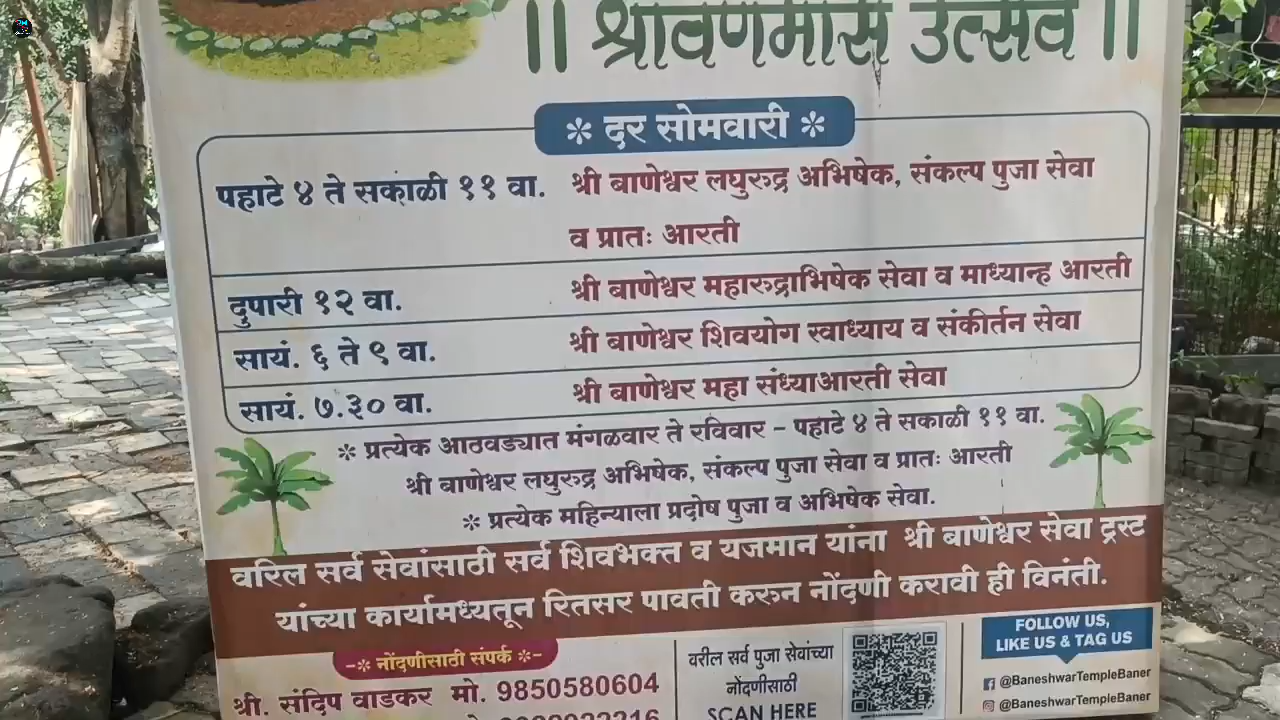 ॥ श्रावणमास उत्सव ॥
* दर सोमवारी *
पहाटे ४ ते सकाळी ११ वा. श्री बाणेश्वर लघुरुद्र अभिषेक, संकल्प पुजा सेवा
व प्रातः आरती
दुपारी १२ वा. श्री बाणेश्वर महारुद्राभिषेक सेवा व माध्यान्ह आरती
सायं. ६ ते ९ वा. श्री बाणेश्वर शिवयोग स्वाध्याय व संकीर्तन सेवा
सायं. ७.३० वा. श्री बाणेश्वर महा संध्याआरती सेवा
* प्रत्येक आठवड्यात मंगळवार ते रविवार - पहाटे ४ ते सकाळी ११ वा.
श्री बाणेश्वर लघुरुद्र अभिषेक, संकल्प पुजा सेवा व प्रातः आरती
* प्रत्येक महिन्याला प्रदोष पुजा व अभिषेक सेवा.
वरिल सर्व सेवांसाठी सर्व शिवभक्त व यजमान यांना श्री बाणेश्वर सेवा ट्रस्ट
यांच्या कार्यामध्यतून रितसर पावती करुन नोंदणी करावी ही विनंती.
-* नोंदणीसाठी संपर्क *-
श्री. संदिप वाडकर मो. 9850580604
वरील सर्व पुजा सेवांच्या
नोंदणीसाठी
SCAN HERE
FOLLOW US,
LIKE US & TAG US
@BaneshwarTempleBaner
@BaneshwarTempleBaner